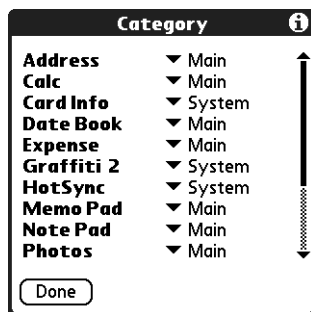 Category
Address Main
Calc Main
Card Info System
Date Book Main
Expense Main
Graffiti 2 System
HotSync System
Memo Pad Main
Note Pad Main
Photos Main
Done